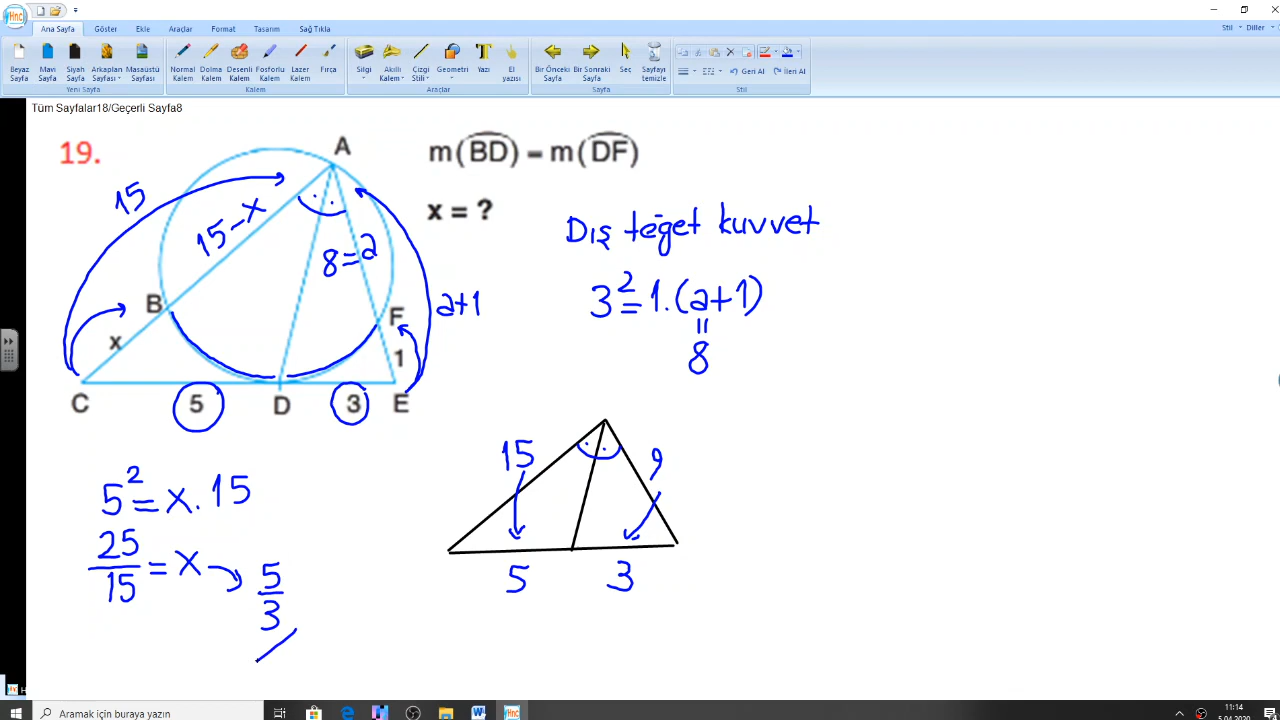 Hnc
Ana Sayfa Göster Ekle Araçlar Format Tasarım Sağ Tıkla Stil Diller
Beyaz Sayfa Mavi Sayfa Siyah Sayfa Arkaplan Sayfası Masaüstü Sayfası Normal Kalem Dolma Kalem Desenli Kalem Fosforlu Kalem Lazer Kalem Fırça Silgi Akıllı Kalem Çizgi Stili Geometri Yazı El yazısı Bir Önceki Sayfa Bir Sonraki Sayfa Seç Sayfayı temizle Geri Al İleri Al
Yeni Sayfa Kalem Araçlar Sayfa Stil
Tüm Sayfalar18/Geçerli Sayfa8
19. A m(BD) = m(DF)
x = ?
15
15-x
Dış teğet kuvvet
8=a
3²=1.(a+1)
=
8
B F a+1
x 1
C 5 D 3 E
15 9
5 3
5²=x.15
25/15=x → 5/3
H
Aramak için buraya yazın
11:14
5.04.2020